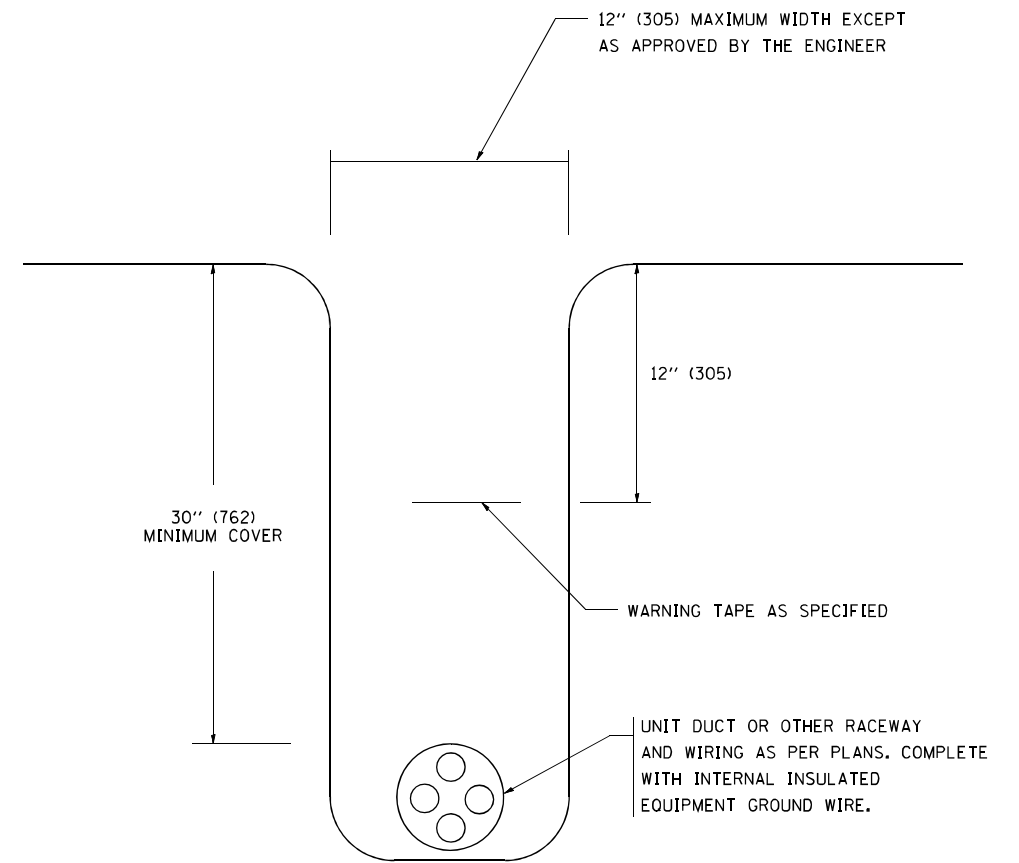 12'' (305) MAXIMUM WIDTH EXCEPT
AS APPROVED BY THE ENGINEER
12'' (305)
30'' (762)
MINIMUM COVER
WARNING TAPE AS SPECIFIED
UNIT DUCT OR OTHER RACEWAY
AND WIRING AS PER PLANS. COMPLETE
WITH INTERNAL INSULATED
EQUIPMENT GROUND WIRE.